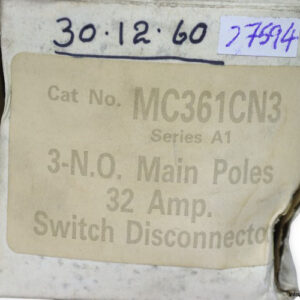 30.12.60 27594
Cat No. MC361CN3
Series A1
3-N.O. Main Poles
32 Amp.
Switch Disconnector